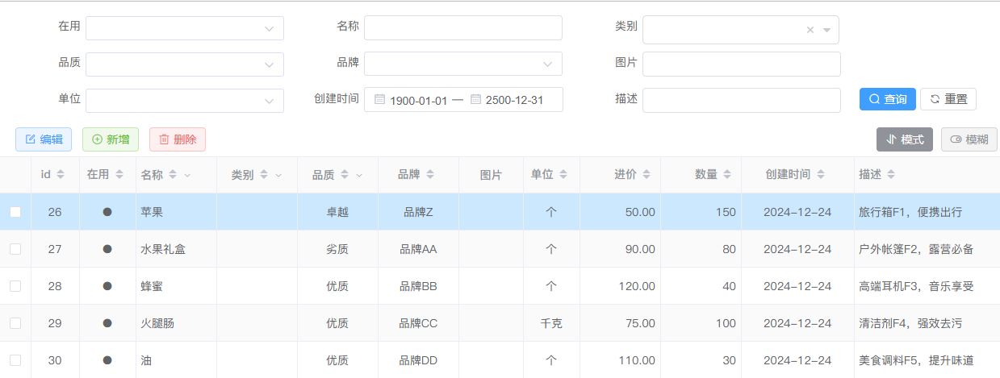 在用 名称 类别
品质 品牌 图片
单位 创建时间 1900-01-01 — 2500-12-31 描述 查询 重置
编辑 新增 删除 模式 模糊
id 在用 名称 类别 品质 品牌 图片 单位 进价 数量 创建时间 描述
26 ● 苹果 卓越 品牌Z 个 50.00 150 2024-12-24 旅行箱F1，便携出行
27 ● 水果礼盒 劣质 品牌AA 个 90.00 80 2024-12-24 户外帐篷F2，露营必备
28 ● 蜂蜜 优质 品牌BB 个 120.00 40 2024-12-24 高端耳机F3，音乐享受
29 ● 火腿肠 优质 品牌CC 千克 75.00 100 2024-12-24 清洁剂F4，强效去污
30 ● 油 优质 品牌DD 个 110.00 30 2024-12-24 美食调料F5，提升味道